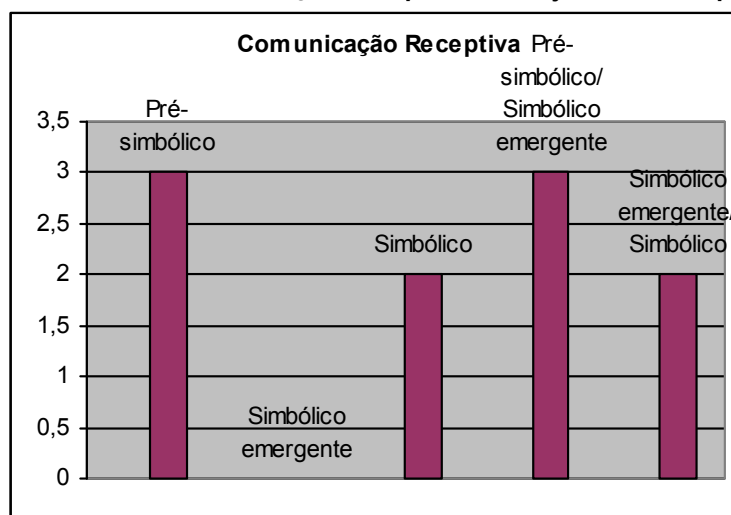 Comunicação Receptiva
Pré-
simbólico/
Simbólico
emergente
Pré-
simbólico
3,5
3
2,5
2
1,5
1
0,5
0
Simbólico
emergente
Simbólico
Simbólico
emergente/
Simbólico